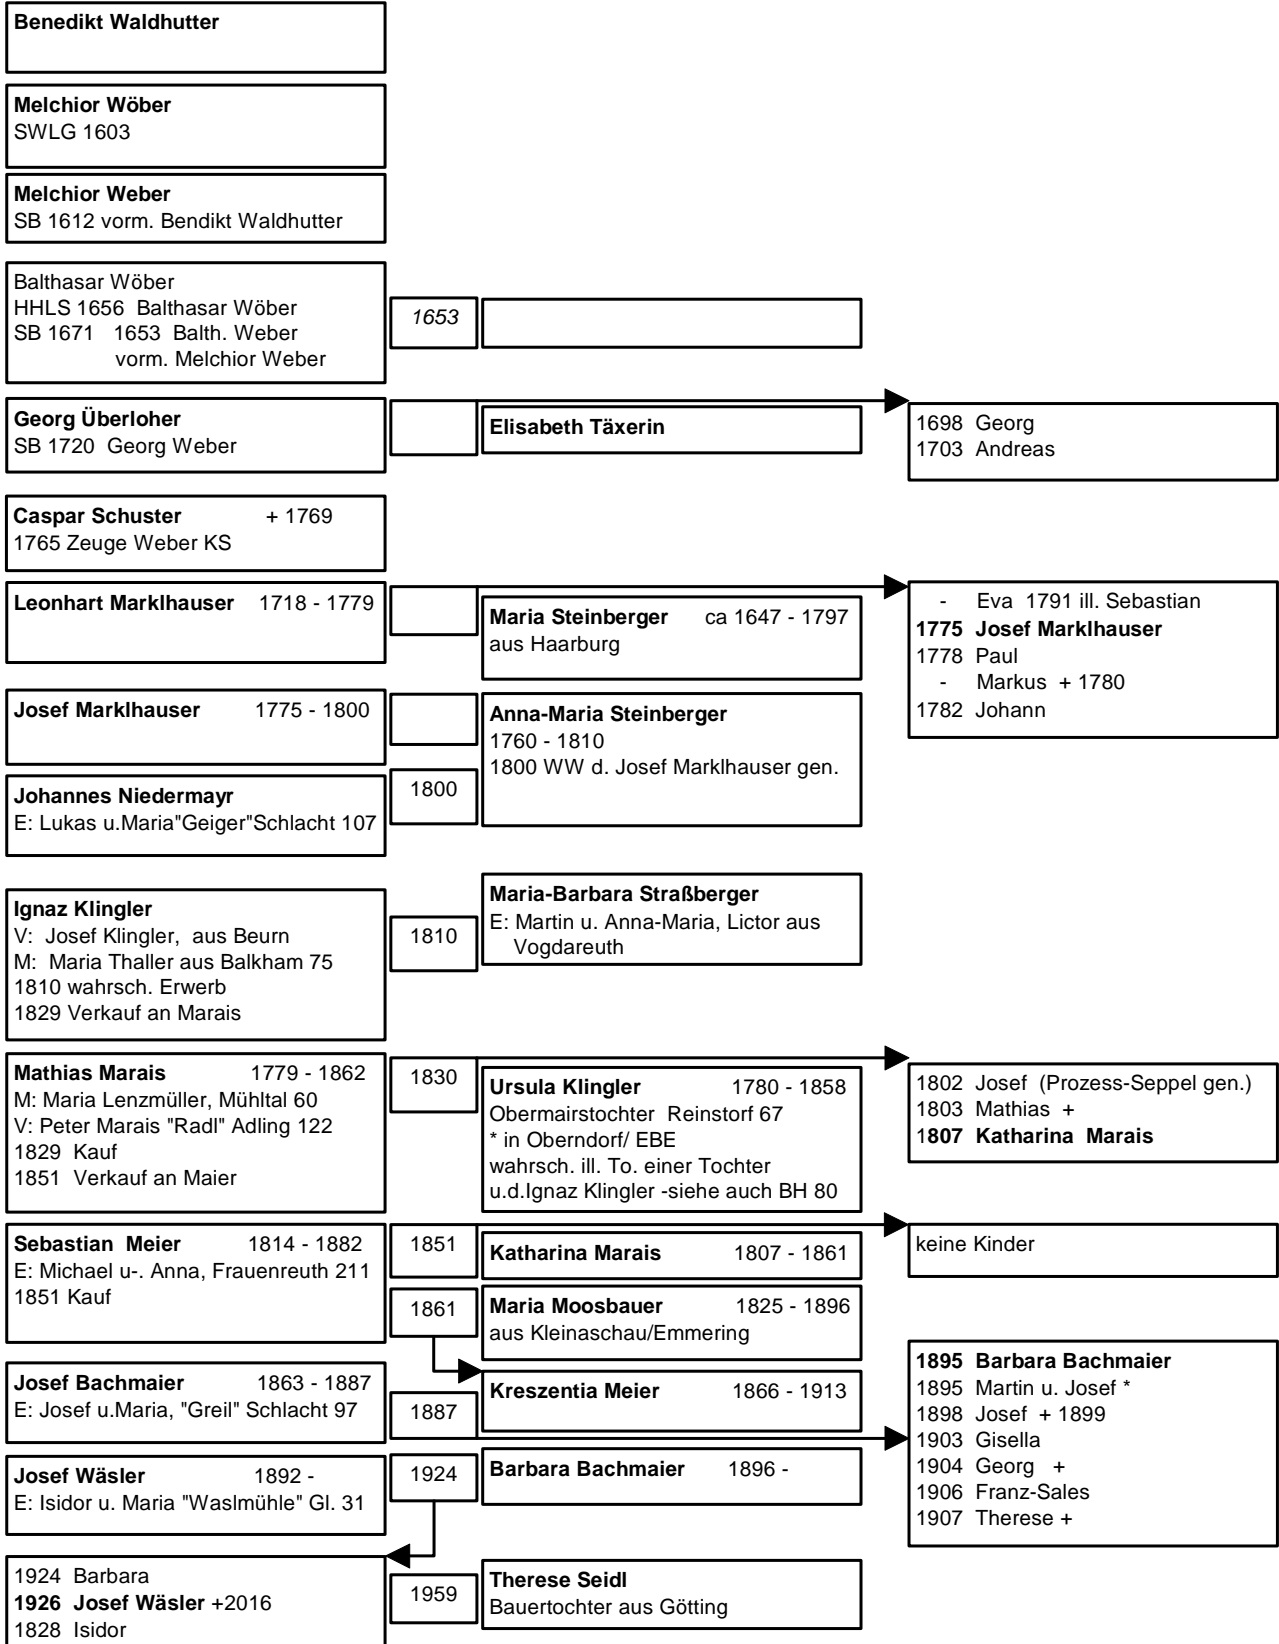 Benedikt Waldhutter
Melchior Wöber
SWLG 1603
Melchior Weber
SB 1612 vorm. Bendikt Waldhutter
Balthasar Wöber
HHLS 1656  Balthasar Wöber
SB 1671   1653  Balth. Weber
vorm. Melchior Weber
1653
Georg Überloher
SB 1720  Georg Weber
Elisabeth Täxerin
1698  Georg
1703  Andreas
Caspar Schuster + 1769
1765 Zeuge Weber KS
Leonhart Marklhauser  1718 - 1779
Maria Steinberger  ca 1647 - 1797
aus Haarburg
-  Eva  1791 ill. Sebastian
1775  Josef Marklhauser
1778  Paul
-  Markus  + 1780
1782  Johann
Josef Marklhauser  1775 - 1800
Anna-Maria Steinberger
1760 - 1810
1800 WW d. Josef Marklhauser gen.
Johannes Niedermayr
E: Lukas u.Maria"Geiger"Schlacht 107
1800
Ignaz Klingler
V:  Josef Klingler,  aus Beurn
M:  Maria Thaller aus Balkham 75
1810 wahrsch. Erwerb
1829 Verkauf an Marais
1810
Maria-Barbara Straßberger
E: Martin u. Anna-Maria, Lictor aus
Vogdareuth
Mathias Marais  1779 - 1862
M: Maria Lenzmüller, Mühltal 60
V: Peter Marais "Radl" Adling 122
1829  Kauf
1851  Verkauf an Maier
1830
Ursula Klingler  1780 - 1858
Obermairstochter  Reinstorf 67
* in Oberndorf/ EBE
wahrsch. ill. To. einer Tochter
u.d.Ignaz Klingler -siehe auch BH 80
1802  Josef  (Prozess-Seppel gen.)
1803  Mathias  +
1807  Katharina  Marais
Sebastian  Meier  1814 - 1882
E: Michael u-. Anna, Frauenreuth 211
1851 Kauf
1851
Katharina Marais  1807 - 1861
keine Kinder
1861
Maria Moosbauer  1825 - 1896
aus Kleinaschau/Emmering
Josef Bachmaier  1863 - 1887
E: Josef u.Maria, "Greil" Schlacht 97
1887
Kreszentia Meier  1866 - 1913
1895  Barbara Bachmaier
1895  Martin u. Josef *
1898  Josef  + 1899
1903  Gisella
1904  Georg   +
1906  Franz-Sales
1907  Therese +
Josef Wäsler  1892 -
E: Isidor u. Maria "Waslmühle" Gl. 31
1924
Barbara Bachmaier  1896 -
1924  Barbara
1926  Josef Wäsler +2016
1828  Isidor
1959
Therese Seidl
Bauertochter aus Götting